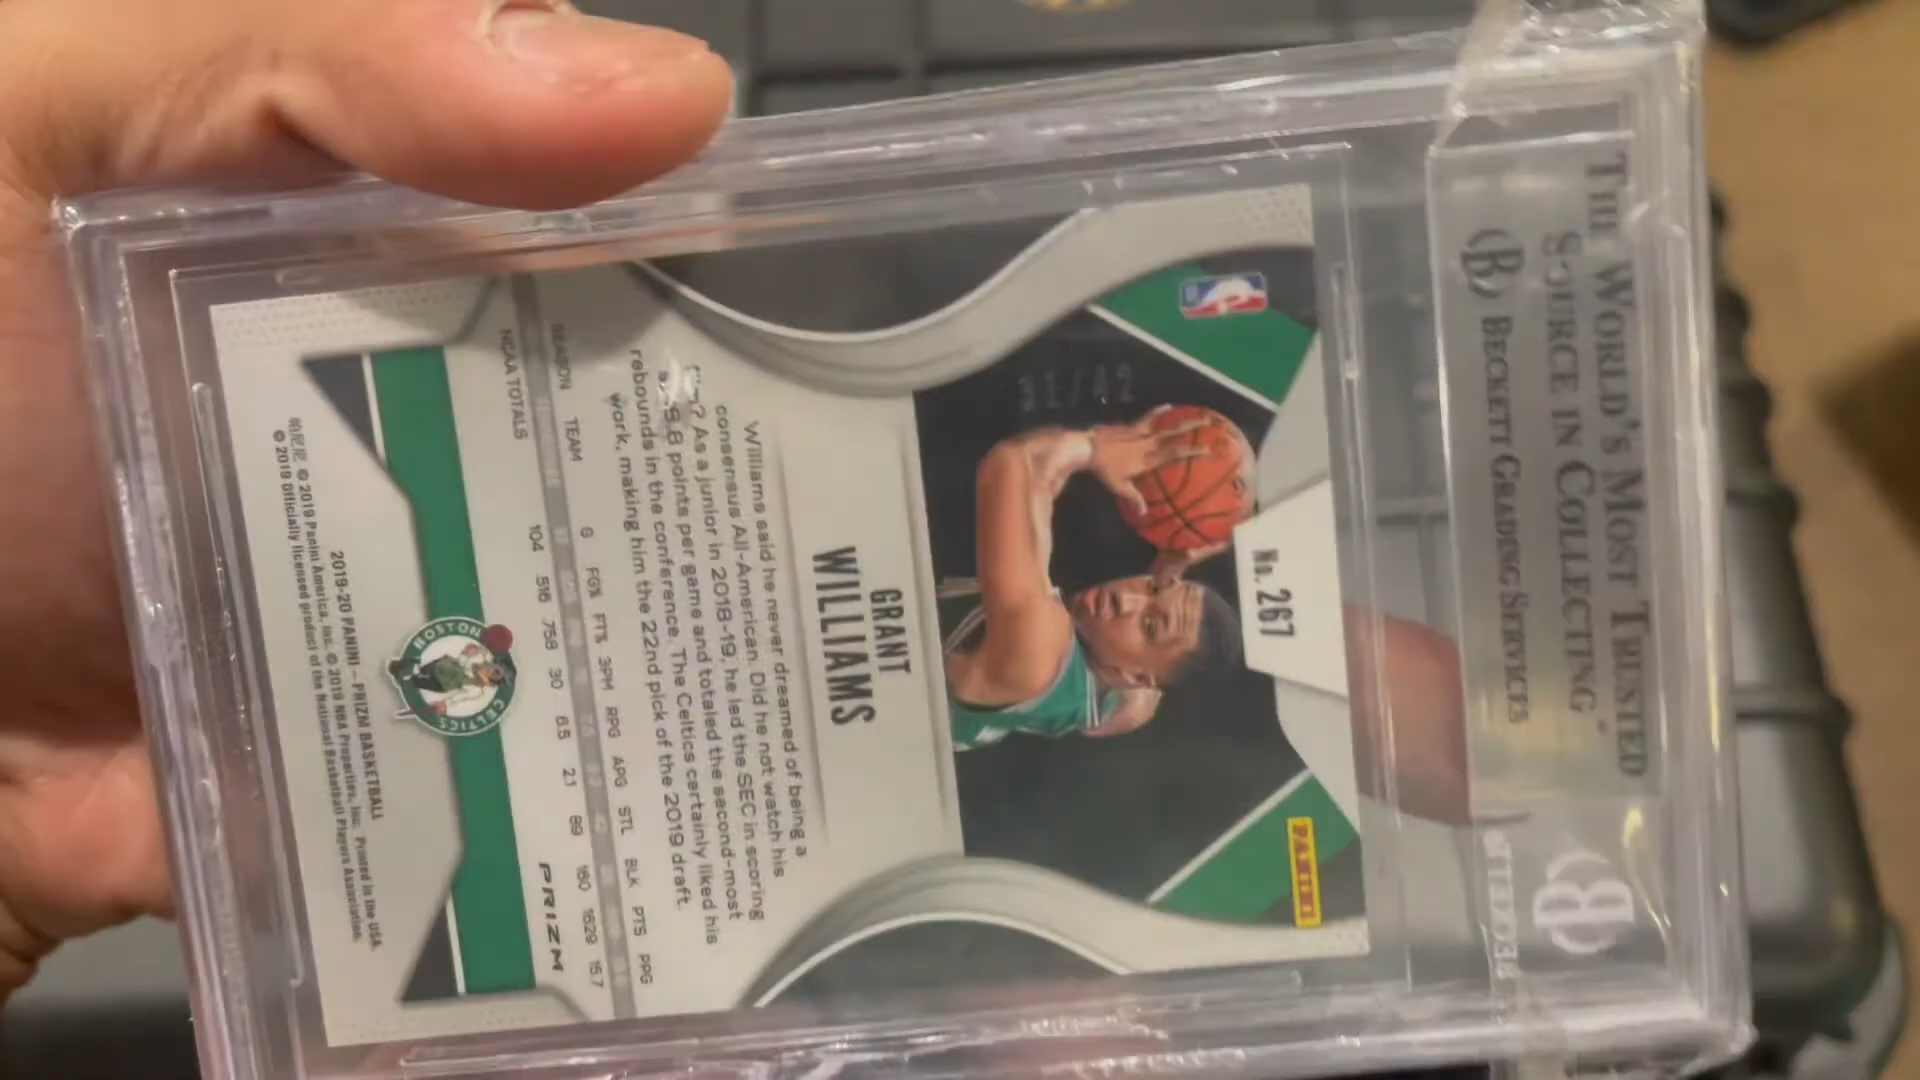 THE WORLD'S MOST TRUSTED
SOURCE IN COLLECTING
BECKETT GRADING SERVICES
No. 267
PANINI
GRANT
WILLIAMS
Williams said he never dreamed of being a
consensus All-American. Did he not watch his
As a junior in 2018-19, he led the SEC in scoring
points per game and totaled the second-most
rebounds in the conference. The Celtics certainly liked his
work, making him the 22nd pick of the 2019 draft.
SEASON TEAM G FG% FTS 3PM RPG APG STL BLK PTS PPG
NCAA TOTALS 104 516 758 30 6.5 2.1 89 160 1629 15.7
PRIZM
BOSTON
CELTICS
2019-20 PANINI – PRIZM BASKETBALL
© 2019 Panini America, Inc. © 2019 NBA Properties, Inc. Printed in the USA.
© 2019 Officially licensed product of the National Basketball Players Association.